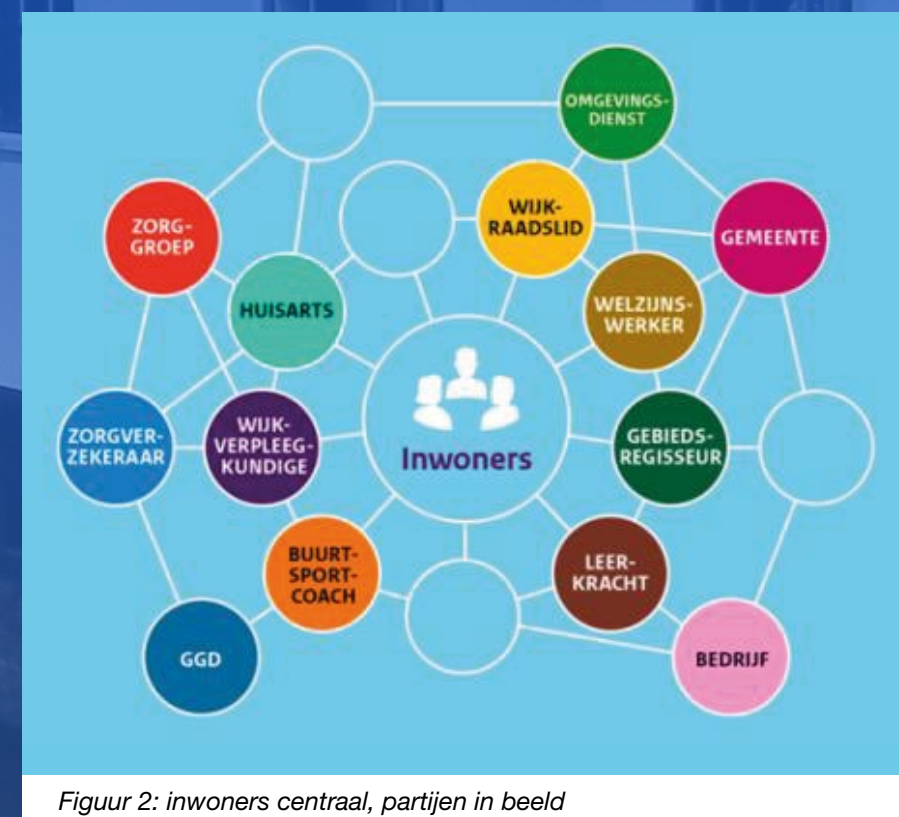 OMGEVINGS-
DIENST
WIJK-
RAADSLID
ZORG-
GROEP
GEMEENTE
HUISARTS
WELZIJNS-
WERKER
ZORGVER-
ZEKERAAR
WIJK-
VERPLEEG-
KUNDIGE
Inwoners
GEBIEDS-
REGISSEUR
BUURT-
SPORT-
COACH
LEER-
KRACHT
GGD
BEDRIJF
Figuur 2: inwoners centraal, partijen in beeld